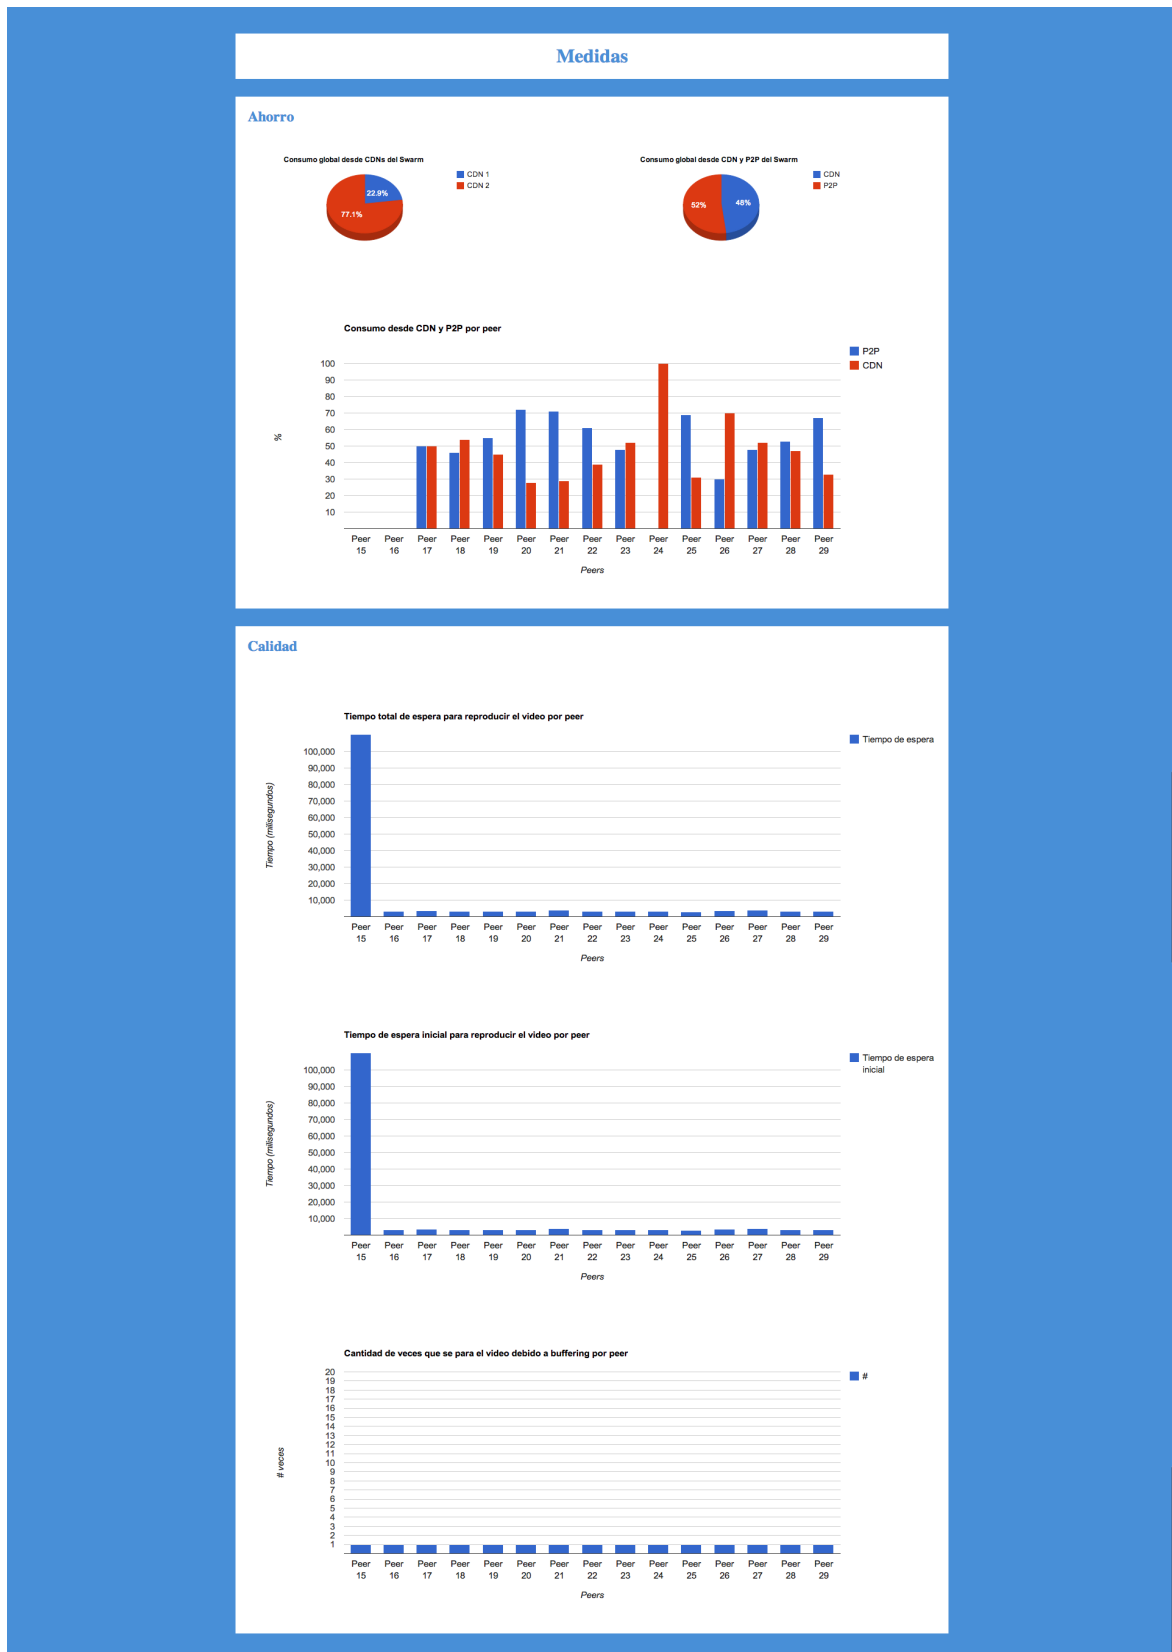 Medidas
Ahorro
Consumo global desde CDNs del Swarm
CDN 1
CDN 2
22.9%
77.1%
Consumo global desde CDN y P2P del Swarm
CDN
P2P
52%
48%
Consumo desde CDN y P2P por peer
P2P
CDN
100
90
80
70
60
50
40
30
20
10
%
Peer 15
Peer 16
Peer 17
Peer 18
Peer 19
Peer 20
Peer 21
Peer 22
Peer 23
Peer 24
Peer 25
Peer 26
Peer 27
Peer 28
Peer 29
Peers
Calidad
Tiempo total de espera para reproducir el video por peer
Tiempo de espera
100,000
90,000
80,000
70,000
60,000
50,000
40,000
30,000
20,000
10,000
Tiempo (milisegundos)
Peer 15
Peer 16
Peer 17
Peer 18
Peer 19
Peer 20
Peer 21
Peer 22
Peer 23
Peer 24
Peer 25
Peer 26
Peer 27
Peer 28
Peer 29
Peers
Tiempo de espera inicial para reproducir el video por peer
Tiempo de espera
inicial
100,000
90,000
80,000
70,000
60,000
50,000
40,000
30,000
20,000
10,000
Tiempo (milisegundos)
Peer 15
Peer 16
Peer 17
Peer 18
Peer 19
Peer 20
Peer 21
Peer 22
Peer 23
Peer 24
Peer 25
Peer 26
Peer 27
Peer 28
Peer 29
Peers
Cantidad de veces que se para el video debido a buffering por peer
#
20
19
18
17
16
15
14
13
12
11
10
9
8
7
6
5
4
3
2
1
# veces
Peer 15
Peer 16
Peer 17
Peer 18
Peer 19
Peer 20
Peer 21
Peer 22
Peer 23
Peer 24
Peer 25
Peer 26
Peer 27
Peer 28
Peer 29
Peers